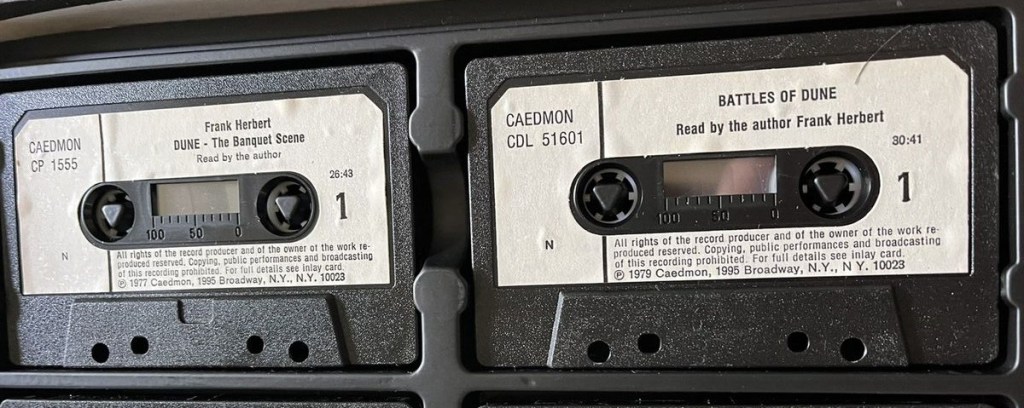 CAEDMON
CP 1555
Frank Herbert
DUNE - The Banquet Scene
Read by the author
26:43
1
100 50 0
N
All rights of the record producer and of the owner of the work re-
produced reserved. Copying, public performances and broadcasting
of this recording prohibited. For full details see inlay card.
℗ 1977 Caedmon, 1995 Broadway, N.Y., N.Y. 10023
CAEDMON
CDL 51601
BATTLES OF DUNE
Read by the author Frank Herbert
30:41
1
100 50 0
N
All rights of the record producer and of the owner of the work re-
produced reserved. Copying, public performances and broadcasting
of this recording prohibited. For full details see inlay card.
℗ 1979 Caedmon, 1995 Broadway, N.Y., N Y. 10023